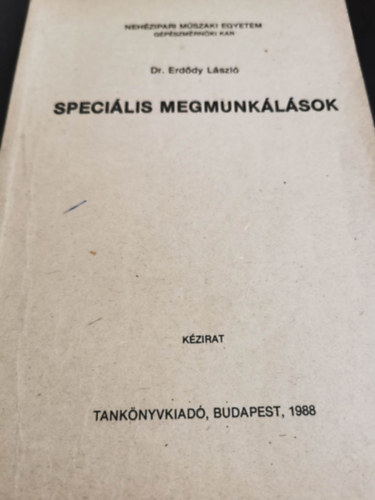 NEHÉZIPARI MŰSZAKI EGYETEM
GÉPÉSZMÉRNÖKI KAR
Dr. Erdődy László
SPECIÁLIS MEGMUNKÁLÁSOK
KÉZIRAT
TANKÖNYVKIADÓ, BUDAPEST, 1988